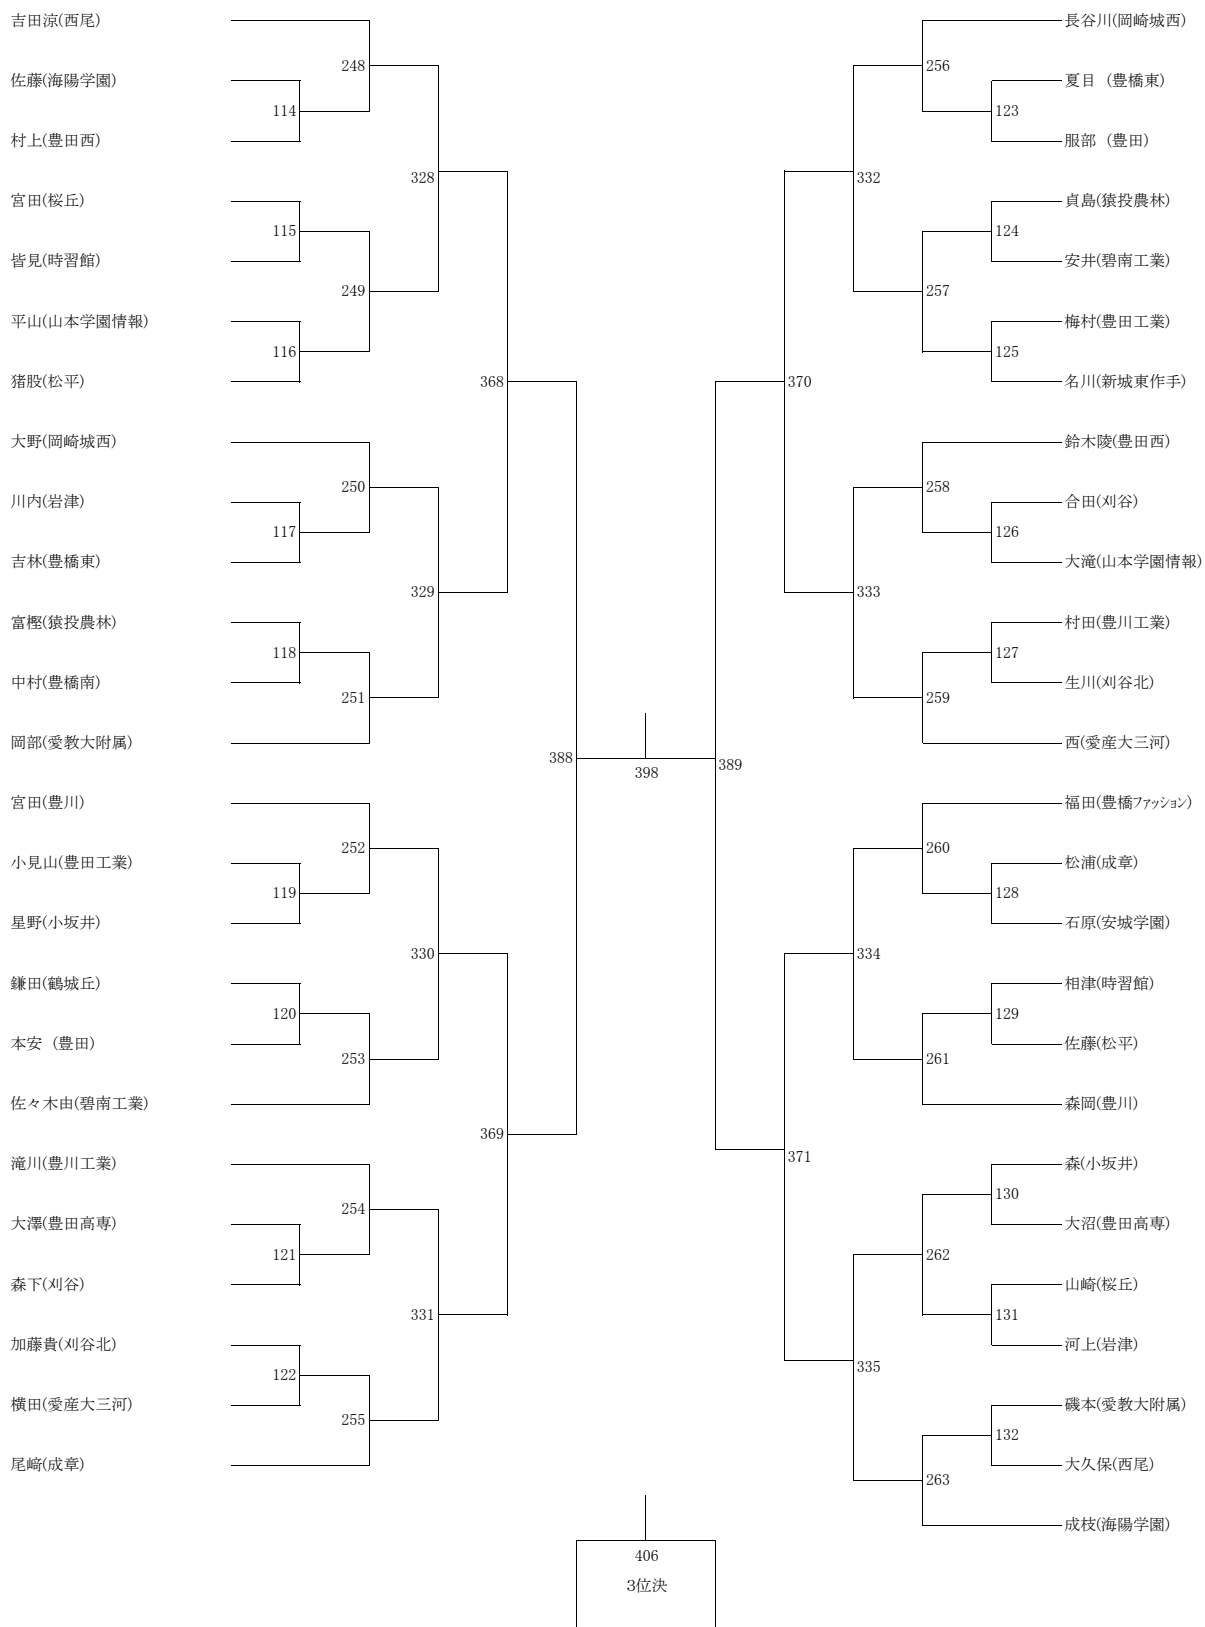 吉田涼(西尾)
248
佐藤(海陽学園)
114
村上(豊田西)
328
宮田(桜丘)
115
皆見(時習館)
249
平山(山本学園情報)
116
猪股(松平)
368
大野(岡崎城西)
250
川内(岩津)
117
吉林(豊橋東)
329
富樫(猿投農林)
118
中村(豊橋南)
251
岡部(愛教大附属)
388
宮田(豊川)
252
小見山(豊田工業)
119
星野(小坂井)
330
鎌田(鶴城丘)
120
本安（豊田）
253
佐々木由(碧南工業)
369
滝川(豊川工業)
254
大澤(豊田高専)
121
森下(刈谷)
331
加藤貴(刈谷北)
122
横田(愛産大三河)
255
尾﨑(成章)
398
長谷川(岡崎城西)
256
夏目（豊橋東）
123
服部（豊田）
332
貞島(猿投農林)
124
安井(碧南工業)
257
梅村(豊田工業)
125
名川(新城東作手)
370
鈴木陵(豊田西)
258
合田(刈谷)
126
大滝(山本学園情報)
333
村田(豊川工業)
127
生川(刈谷北)
259
西(愛産大三河)
389
福田(豊橋ファッション)
260
松浦(成章)
128
石原(安城学園)
334
相津(時習館)
129
佐藤(松平)
261
森岡(豊川)
371
森(小坂井)
130
大沼(豊田高専)
262
山崎(桜丘)
131
河上(岩津)
335
磯本(愛教大附属)
132
大久保(西尾)
263
成枝(海陽学園)
406
3位決